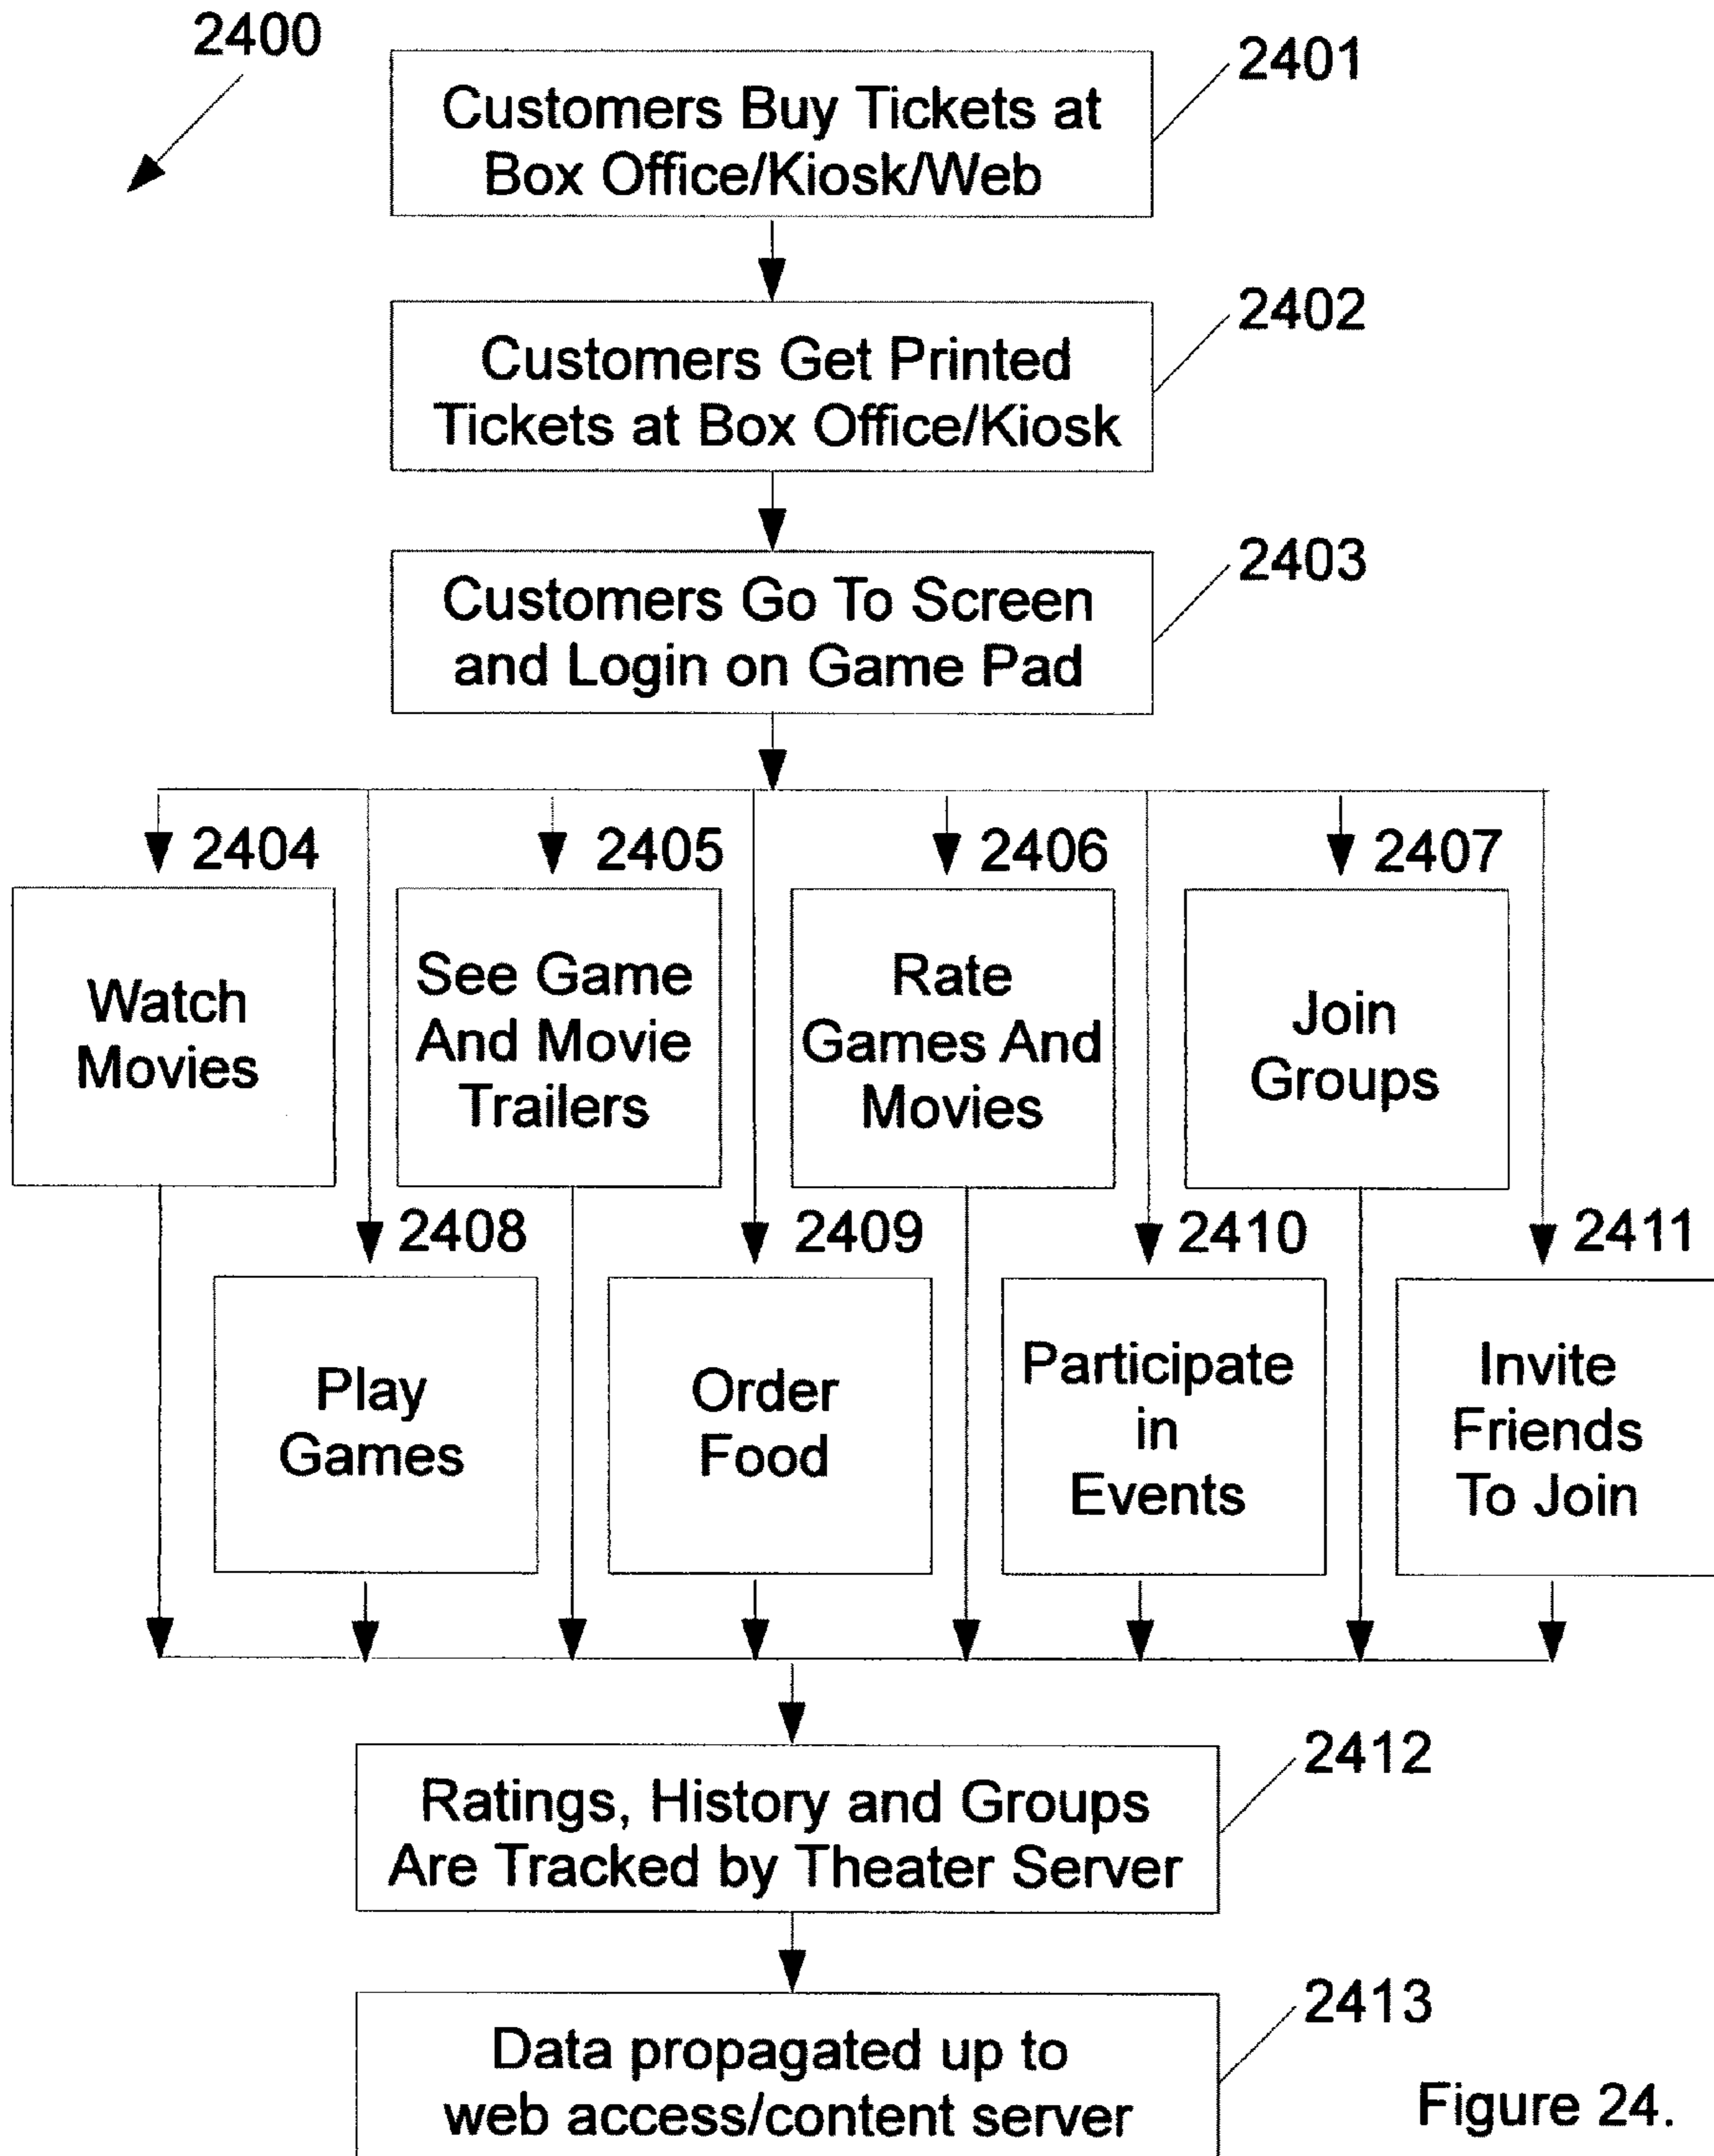 2400
2401
Customers Buy Tickets at
Box Office/Kiosk/Web
2402
Customers Get Printed
Tickets at Box Office/Kiosk
2403
Customers Go To Screen
and Login on Game Pad
2404
Watch
Movies
2405
See Game
And Movie
Trailers
2406
Rate
Games And
Movies
2407
Join
Groups
2408
Play
Games
2409
Order
Food
2410
Participate
in
Events
2411
Invite
Friends
To Join
2412
Ratings, History and Groups
Are Tracked by Theater Server
2413
Data propagated up to
web access/content server
Figure 24.